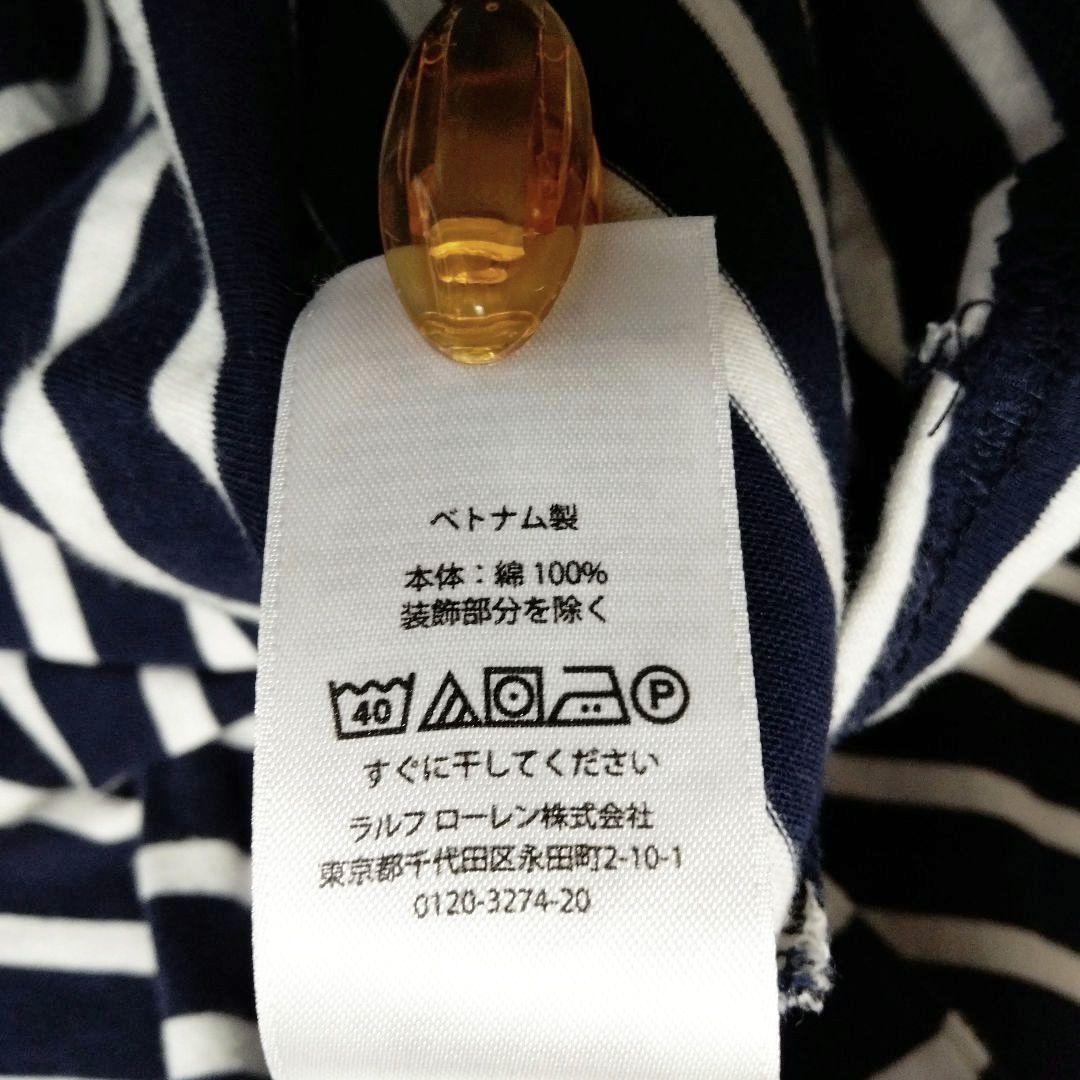 ベトナム製
本体：綿 100%
装飾部分を除く
40 P
すぐに干してください
ラルフ ローレン株式会社
東京都千代田区永田町2-10-1
0120-3274-20